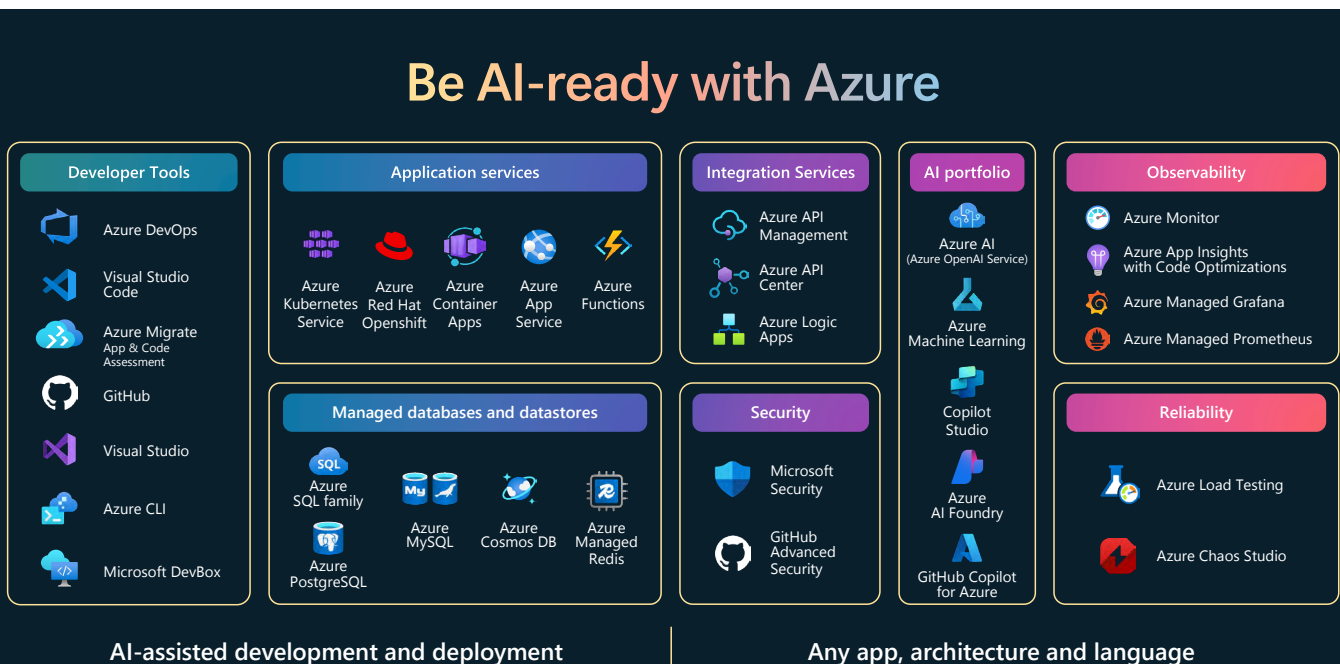 Be AI-ready with Azure
Developer Tools
Azure DevOps
Visual Studio
Code
Azure Migrate
App & Code
Assessment
GitHub
Visual Studio
Azure CLI
Microsoft DevBox
Application services
Azure
Kubernetes
Service
Azure
Red Hat
Openshift
Azure
Container
Apps
Azure
App
Service
Azure
Functions
Managed databases and datastores
SQL
Azure
SQL family
Azure
PostgreSQL
My
Azure
MySQL
Azure
Cosmos DB
Azure
Managed
Redis
Integration Services
Azure API
Management
Azure API
Center
Azure Logic
Apps
Security
Microsoft
Security
GitHub
Advanced
Security
AI portfolio
Azure AI
(Azure OpenAI Service)
Azure
Machine Learning
Copilot
Studio
Azure
AI Foundry
GitHub Copilot
for Azure
Observability
Azure Monitor
Azure App Insights
with Code Optimizations
Azure Managed Grafana
Azure Managed Prometheus
Reliability
Azure Load Testing
Azure Chaos Studio
AI-assisted development and deployment
Any app, architecture and language